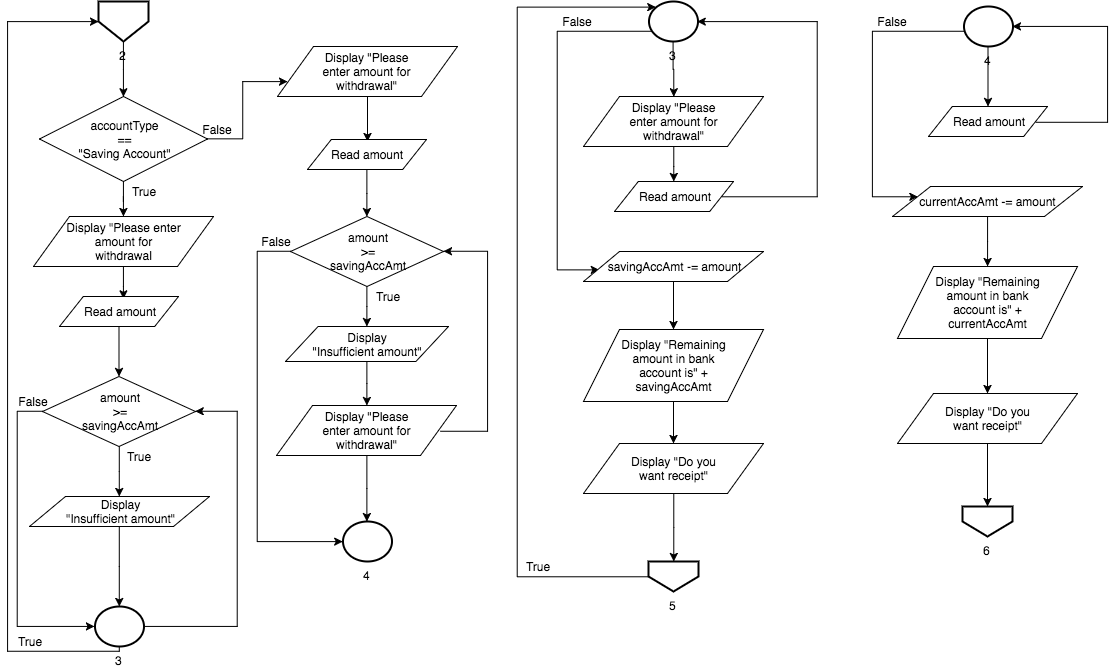 2
accountType
==
"Saving Account"
False
True
Display "Please enter
amount for
withdrawal
Read amount
False
amount
>=
savingAccAmt
True
Display
"Insufficient amount"
True
3
Display "Please
enter amount for
withdrawal"
Read amount
False
amount
>=
savingAccAmt
True
Display
"Insufficient amount"
Display "Please
enter amount for
withdrawal"
4
False
3
Display "Please
enter amount for
withdrawal"
Read amount
savingAccAmt -= amount
Display "Remaining
amount in bank
account is" +
savingAccAmt
Display "Do you
want receipt"
True
5
False
4
Read amount
currentAccAmt -= amount
Display "Remaining
amount in bank
account is" +
currentAccAmt
Display "Do you
want receipt"
6